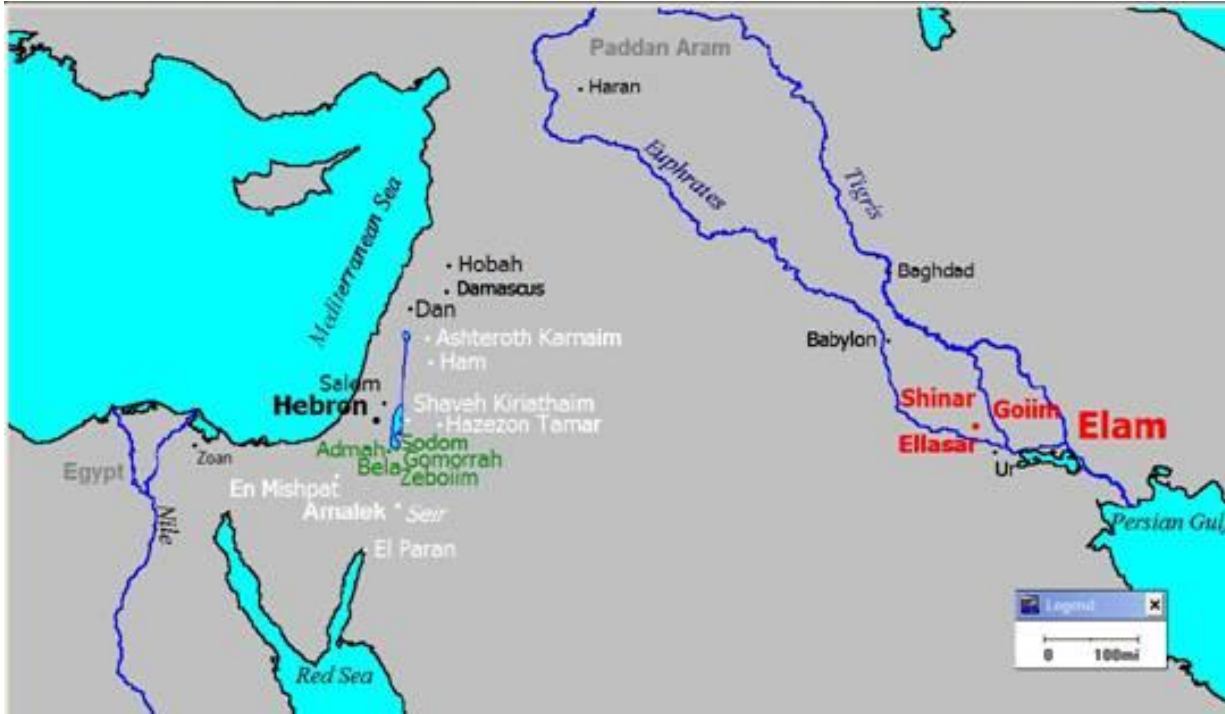 Paddan Aram
Haran
Euphrates
Tigris
Mediterranean Sea
Hobah
Damascus
Dan
Baghdad
Ashteroth Karnaim
Babylon
Ham
Salem
Hebron
Shaveh Kiriathaim
Shinar
Goiim
Elam
Hazezon Tamar
Ellasar
Admah
Sodom
Zoan
Gomorrah
Bela
Ur
Egypt
Zeboiim
En Mishpat
Amalek
Seir
Nile
Persian Gulf
El Paran
Legend
0 100mi
Red Sea